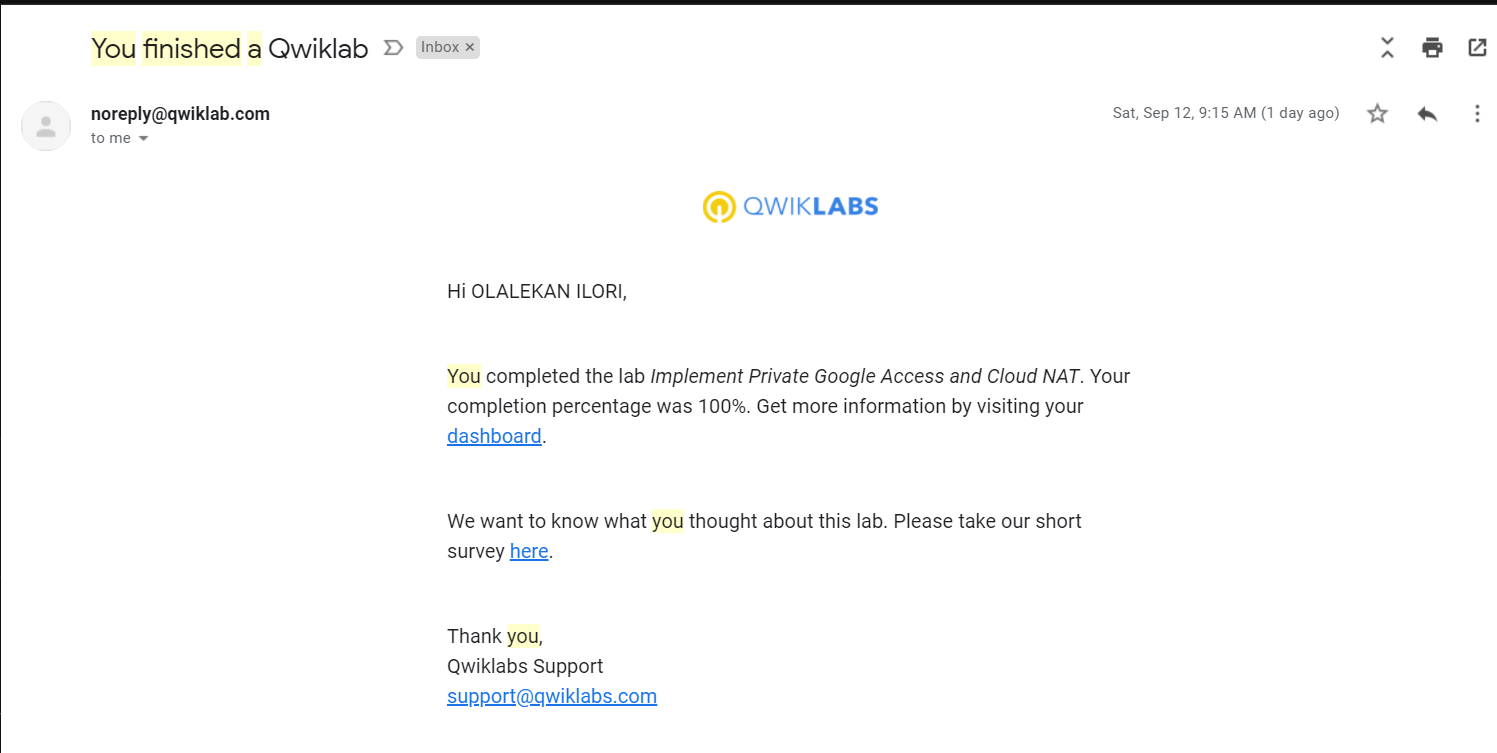 You finished a Qwiklab Inbox ×
noreply@qwiklab.com Sat, Sep 12, 9:15 AM (1 day ago)
to me
QWIKLABS
Hi OLALEKAN ILORI,
You completed the lab Implement Private Google Access and Cloud NAT. Your
completion percentage was 100%. Get more information by visiting your
dashboard.
We want to know what you thought about this lab. Please take our short
survey here.
Thank you,
Qwiklabs Support
support@qwiklabs.com